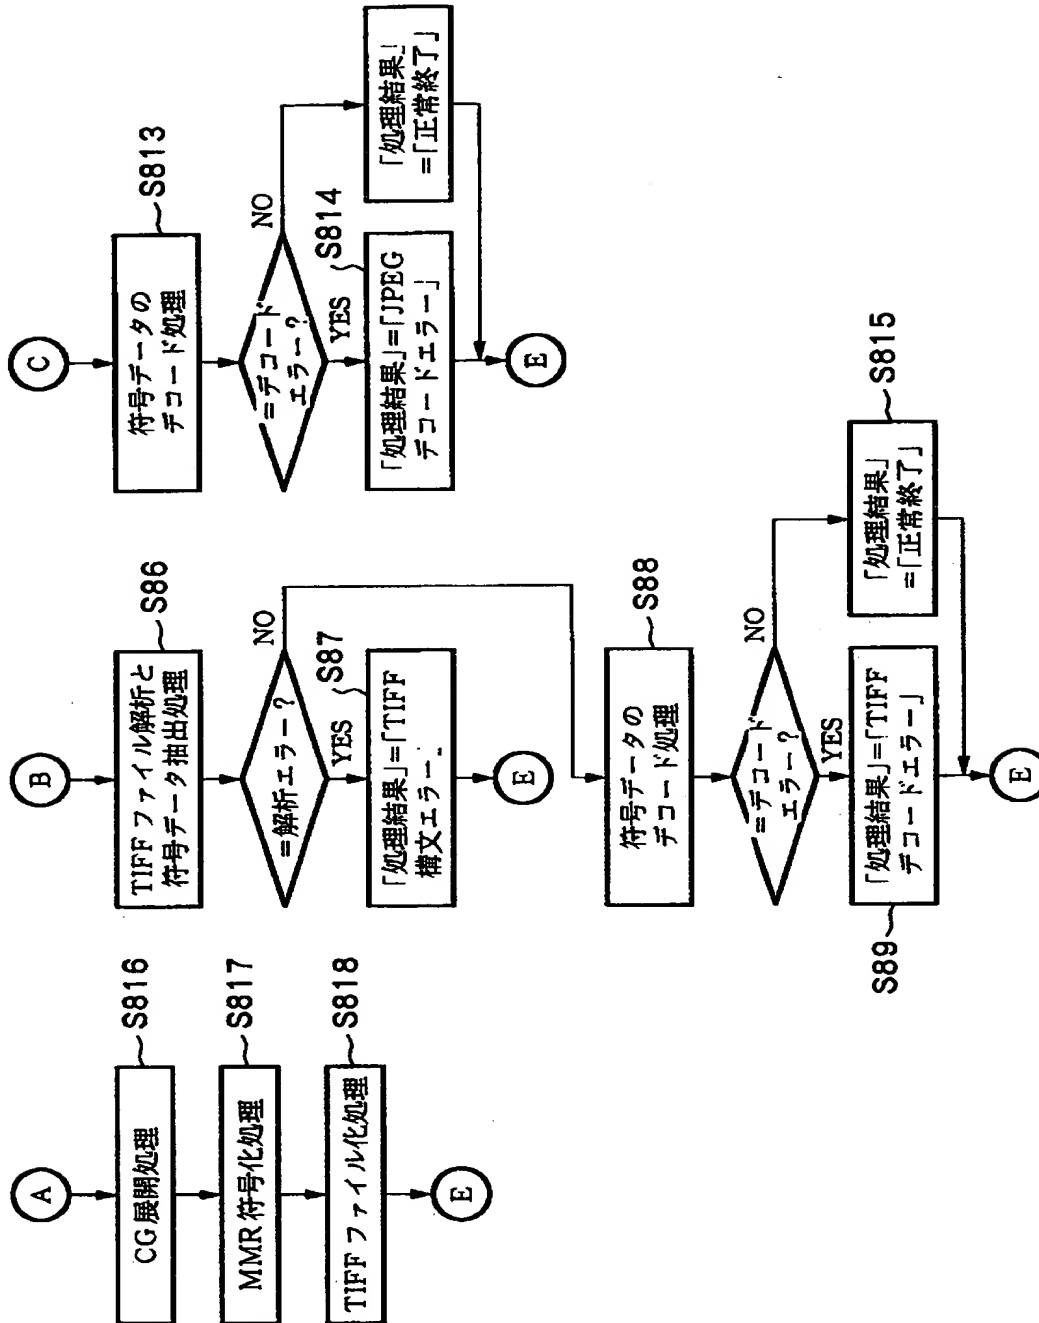 A
CG展開処理
S816
MMR符号化処理
S817
TIFFファイル化処理
S818
E
B
TIFFファイル解析と
符号データ抽出処理
S86
=解析エラー?
NO
YES
S87
「処理結果」=「TIFF
構文エラー
E
符号データの
デコード処理
S88
=デコード
エラー?
NO
YES
「処理結果」=「TIFF
デコードエラー」
S89
「処理結果」
=「正常終了」
S815
E
C
符号データの
デコード処理
S813
=デコード
エラー?
NO
YES
S814
「処理結果」=「JPEG
デコードエラー」
「処理結果」
=「正常終了」
E